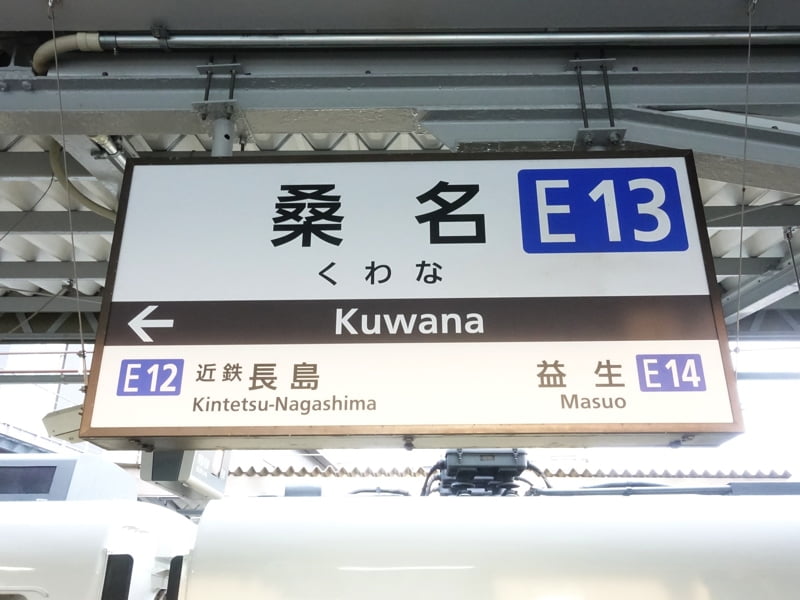 桑名 E13
くわな
← Kuwana
E12 近鉄長島 益生 E14
Kintetsu-Nagashima Masuo